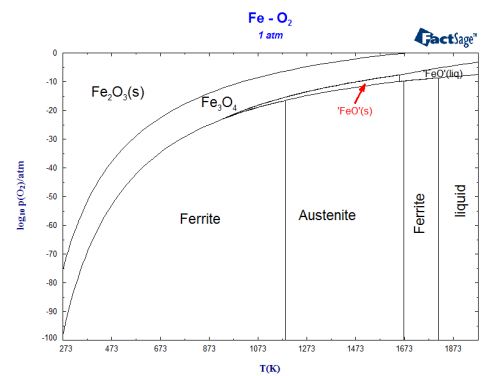 Fe - O₂
1 atm
FactSage™
0
-10
-20
-30
-40
-50
-60
-70
-80
-90
-100
log₁₀ p(O₂)/atm
Fe₂O₃(s)
Fe₃O₄
'FeO'(liq)
'FeO'(s)
Ferrite
Austenite
Ferrite
liquid
273
473
673
873
1073
1273
1473
1673
1873
T(K)